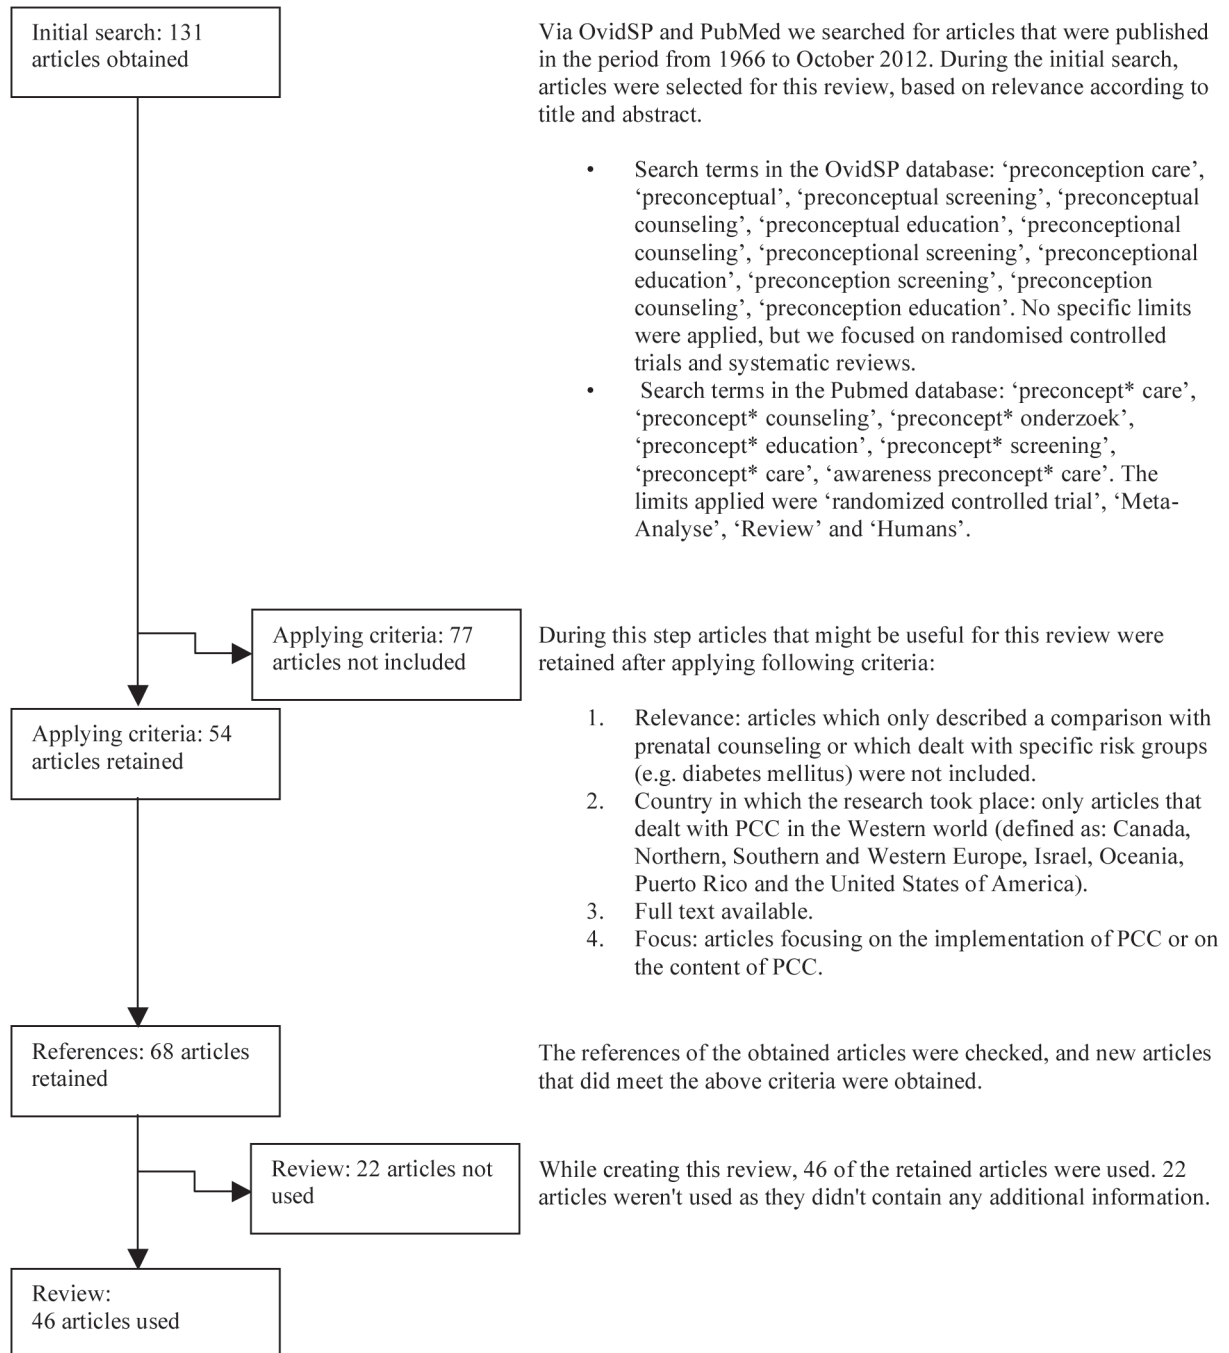 Initial search: 131
articles obtained
Via OvidSP and PubMed we searched for articles that were published
in the period from 1966 to October 2012. During the initial search,
articles were selected for this review, based on relevance according to
title and abstract.
• Search terms in the OvidSP database: ‘preconception care’,
‘preconceptual’, ‘preconceptual screening’, ‘preconceptual
counseling’, ‘preconceptual education’, ‘preconceptional
counseling’, ‘preconceptional screening’, ‘preconceptional
education’, ‘preconception screening’, ‘preconception
counseling’, ‘preconception education’. No specific limits
were applied, but we focused on randomised controlled
trials and systematic reviews.
• Search terms in the Pubmed database: ‘preconcept* care’,
‘preconcept* counseling’, ‘preconcept* onderzoek’,
‘preconcept* education’, ‘preconcept* screening’,
‘preconcept* care’, ‘awareness preconcept* care’. The
limits applied were ‘randomized controlled trial’, ‘Meta-
Analyse’, ‘Review’ and ‘Humans’.
Applying criteria: 77
articles not included
During this step articles that might be useful for this review were
retained after applying following criteria:
Applying criteria: 54
articles retained
1. Relevance: articles which only described a comparison with
prenatal counseling or which dealt with specific risk groups
(e.g. diabetes mellitus) were not included.
2. Country in which the research took place: only articles that
dealt with PCC in the Western world (defined as: Canada,
Northern, Southern and Western Europe, Israel, Oceania,
Puerto Rico and the United States of America).
3. Full text available.
4. Focus: articles focusing on the implementation of PCC or on
the content of PCC.
References: 68 articles
retained
The references of the obtained articles were checked, and new articles
that did meet the above criteria were obtained.
Review: 22 articles not
used
While creating this review, 46 of the retained articles were used. 22
articles weren't used as they didn't contain any additional information.
Review:
46 articles used